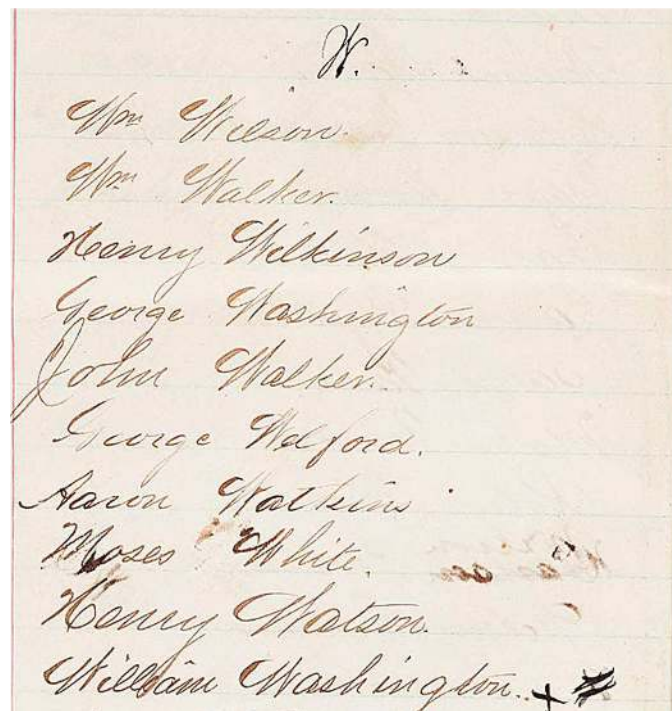 W.
Wm Wilson.
Wm Walker.
Henry Wilkinson
George Washington
John Walker.
George Welford.
Aaron Watkins
Moses White.
Henry Watson.
William Washington. +